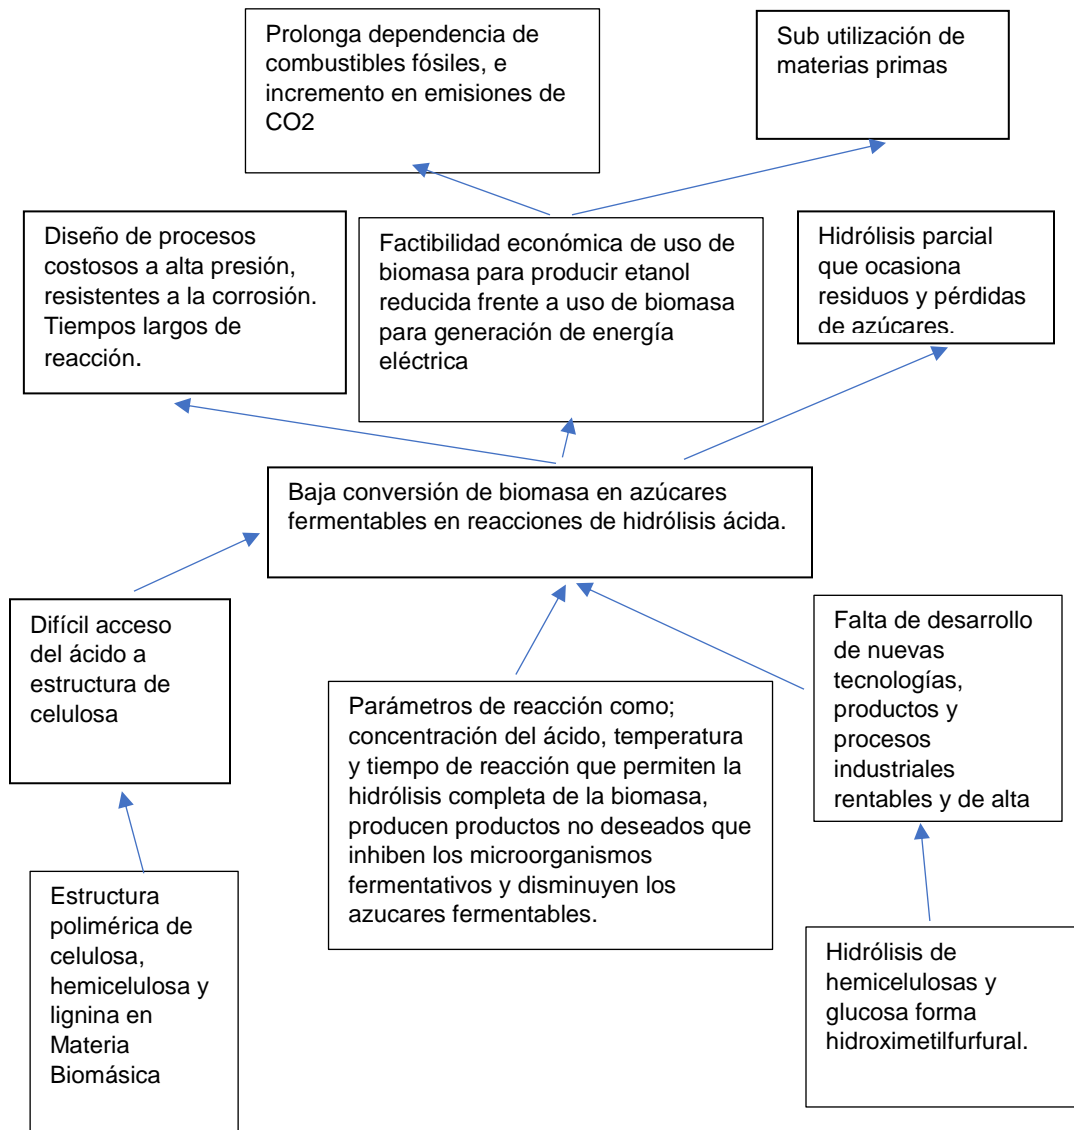 Prolonga dependencia de
combustibles fósiles, e
incremento en emisiones de
CO2
Sub utilización de
materias primas
Diseño de procesos
costosos a alta presión,
resistentes a la corrosión.
Tiempos largos de
reacción.
Factibilidad económica de uso de
biomasa para producir etanol
reducida frente a uso de biomasa
para generación de energía
eléctrica
Hidrólisis parcial
que ocasiona
residuos y pérdidas
de azúcares.
Baja conversión de biomasa en azúcares
fermentables en reacciones de hidrólisis ácida.
Difícil acceso
del ácido a
estructura de
celulosa
Parámetros de reacción como;
concentración del ácido, temperatura
y tiempo de reacción que permiten la
hidrólisis completa de la biomasa,
producen productos no deseados que
inhiben los microorganismos
fermentativos y disminuyen los
azucares fermentables.
Falta de desarrollo
de nuevas
tecnologías,
productos y
procesos
industriales
rentables y de alta
Estructura
polimérica de
celulosa,
hemicelulosa y
lignina en
Materia
Biomásica
Hidrólisis de
hemicelulosas y
glucosa forma
hidroximetilfurfural.